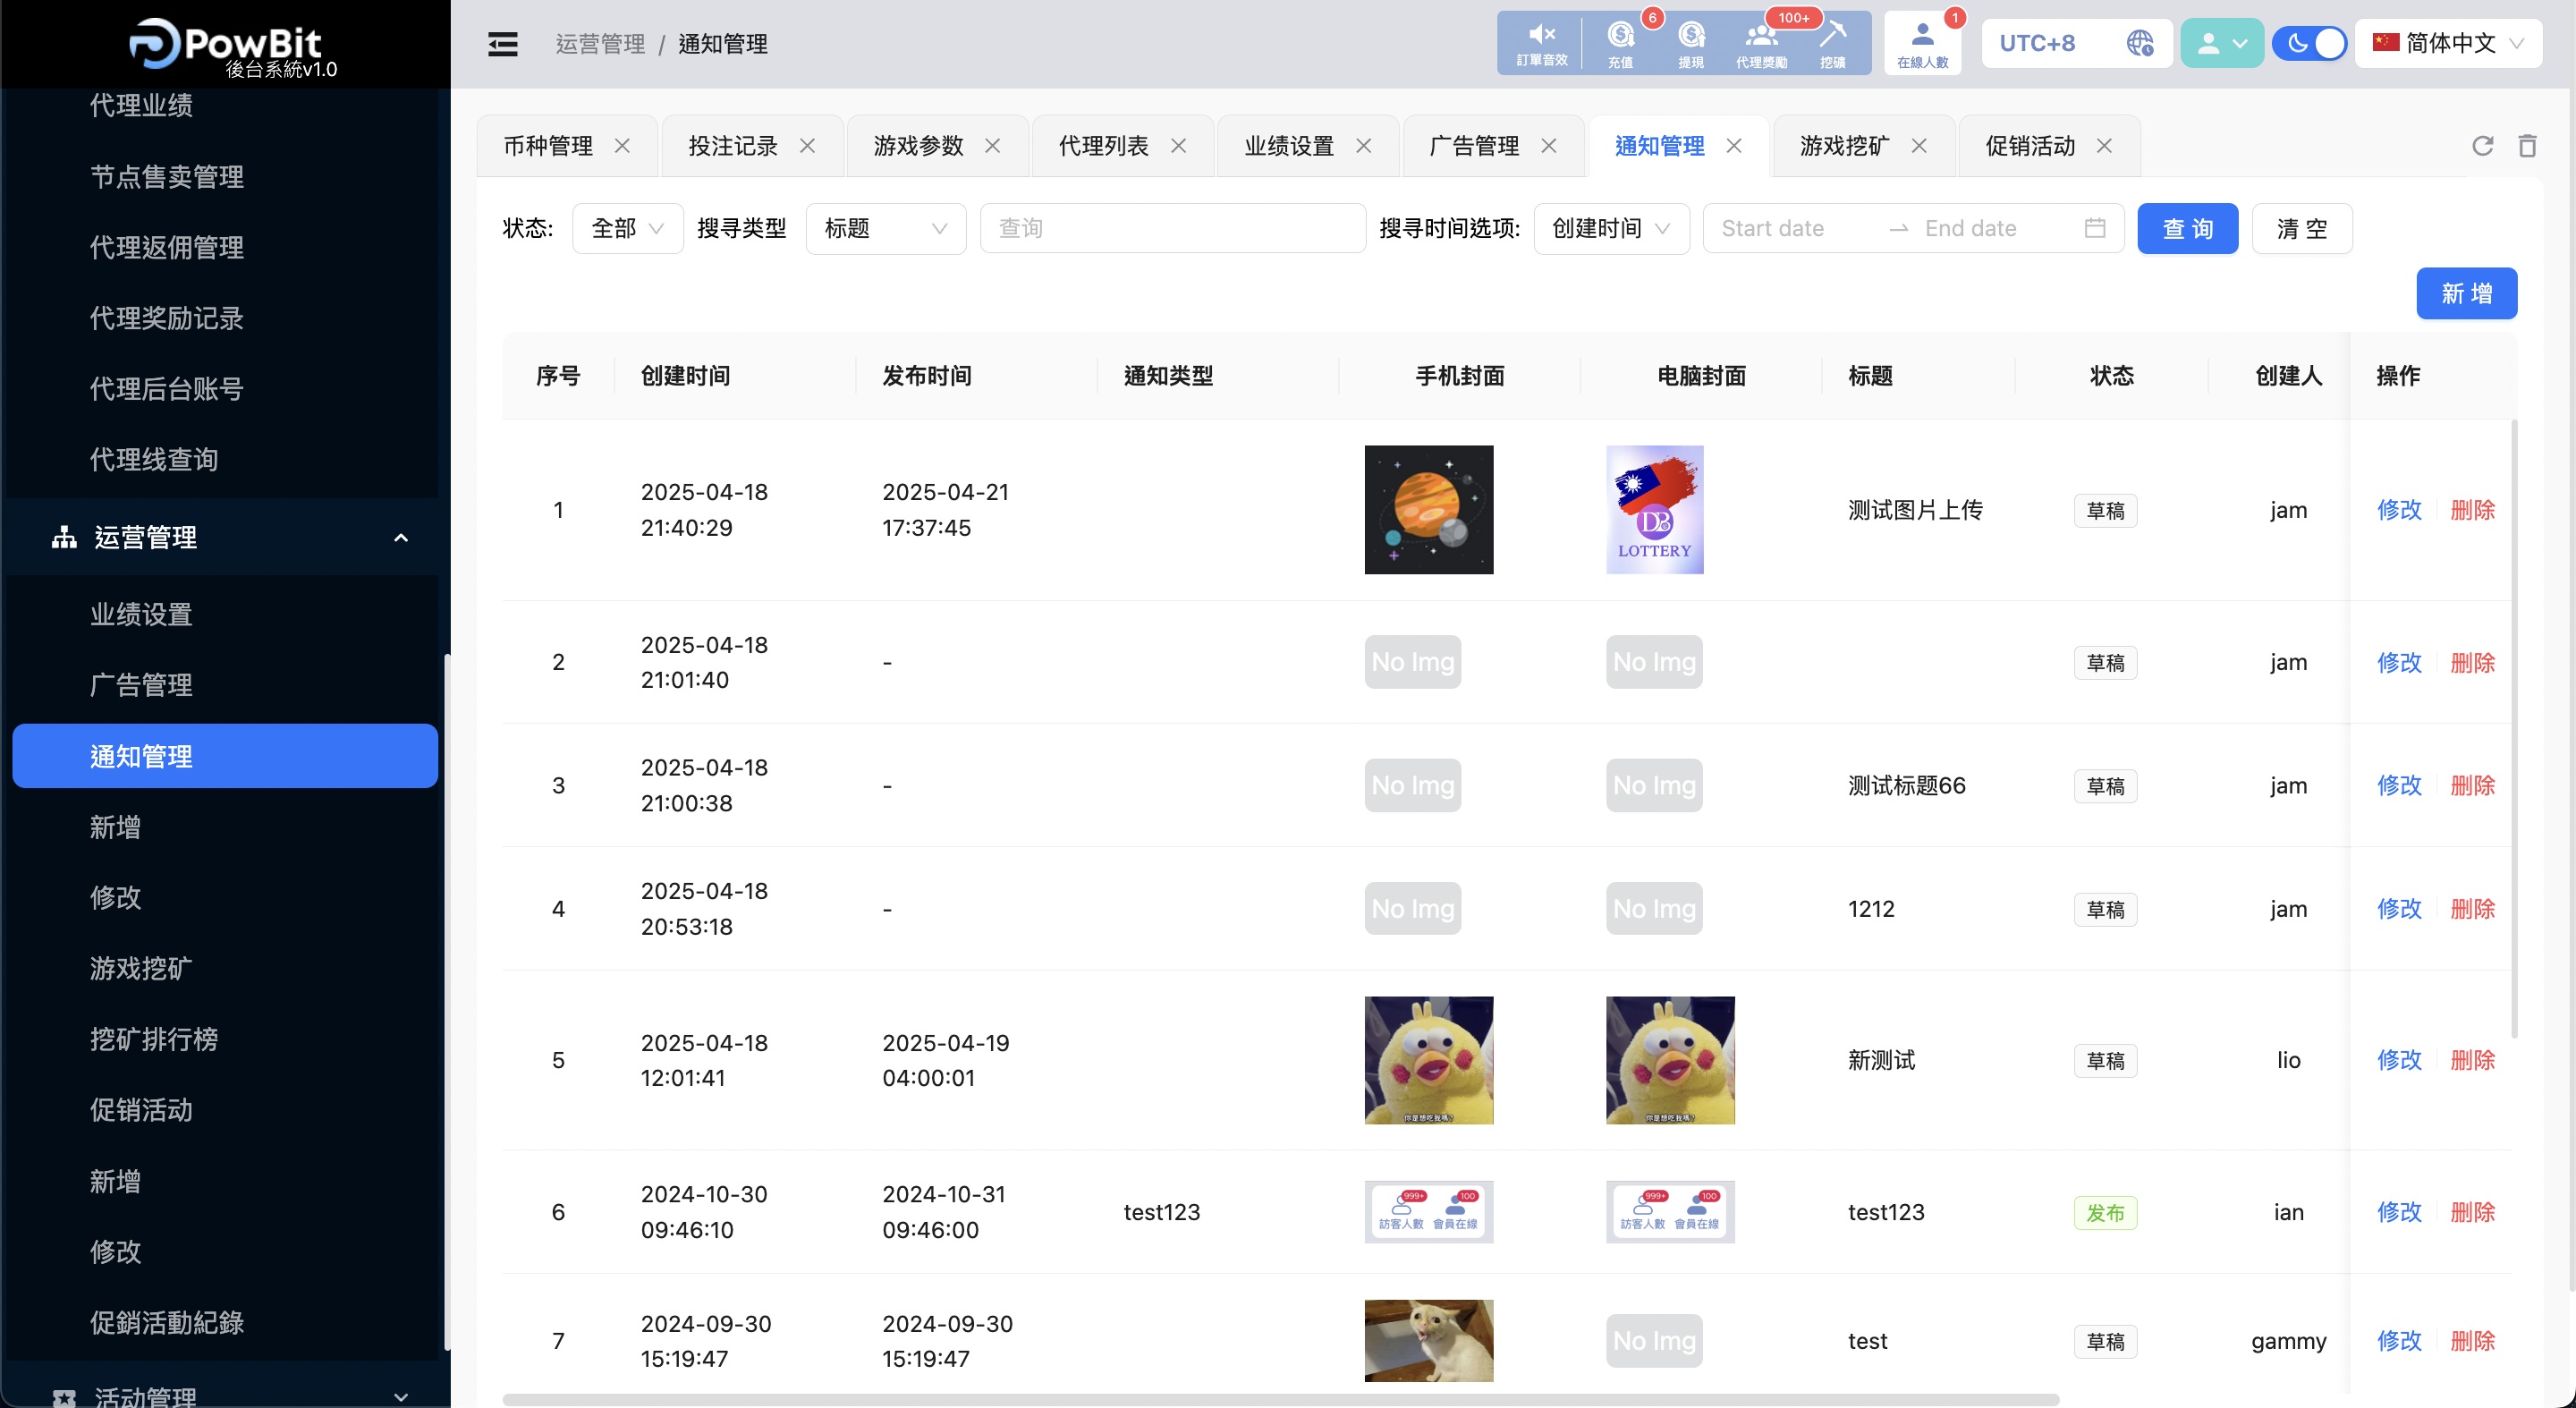 PowBit
後台系統v1.0
代理业绩
节点售卖管理
代理返佣管理
代理奖励记录
代理后台账号
代理线查询
运营管理
业绩设置
广告管理
通知管理
新增
修改
游戏挖矿
挖矿排行榜
促销活动
新增
修改
促銷活動紀錄
活动管理
运营管理 / 通知管理
訂單音效
6
充值
提現
100+
代理獎勵
挖礦
1
在線人數
UTC+8
简体中文
币种管理
投注记录
游戏参数
代理列表
业绩设置
广告管理
通知管理
游戏挖矿
促销活动
状态: 全部 搜寻类型 标题 查询 搜寻时间选项: 创建时间 Start date → End date 查 询 清 空
新 增
序号 创建时间 发布时间 通知类型 手机封面 电脑封面 标题 状态 创建人 操作
1 2025-04-18 21:40:29 2025-04-21 17:37:45 DB LOTTERY 测试图片上传 草稿 jam 修改 删除
2 2025-04-18 21:01:40 - No Img No Img 草稿 jam 修改 删除
3 2025-04-18 21:00:38 - No Img No Img 测试标题66 草稿 jam 修改 删除
4 2025-04-18 20:53:18 - No Img No Img 1212 草稿 jam 修改 删除
5 2025-04-18 12:01:41 2025-04-19 04:00:01 你是想吃我嗎? 你是想吃我嗎? 新测试 草稿 lio 修改 删除
6 2024-10-30 09:46:10 2024-10-31 09:46:00 test123 999+ 訪客人數 100 會員在線 999+ 訪客人數 100 會員在線 test123 发布 ian 修改 删除
7 2024-09-30 15:19:47 2024-09-30 15:19:47 No Img test 草稿 gammy 修改 删除